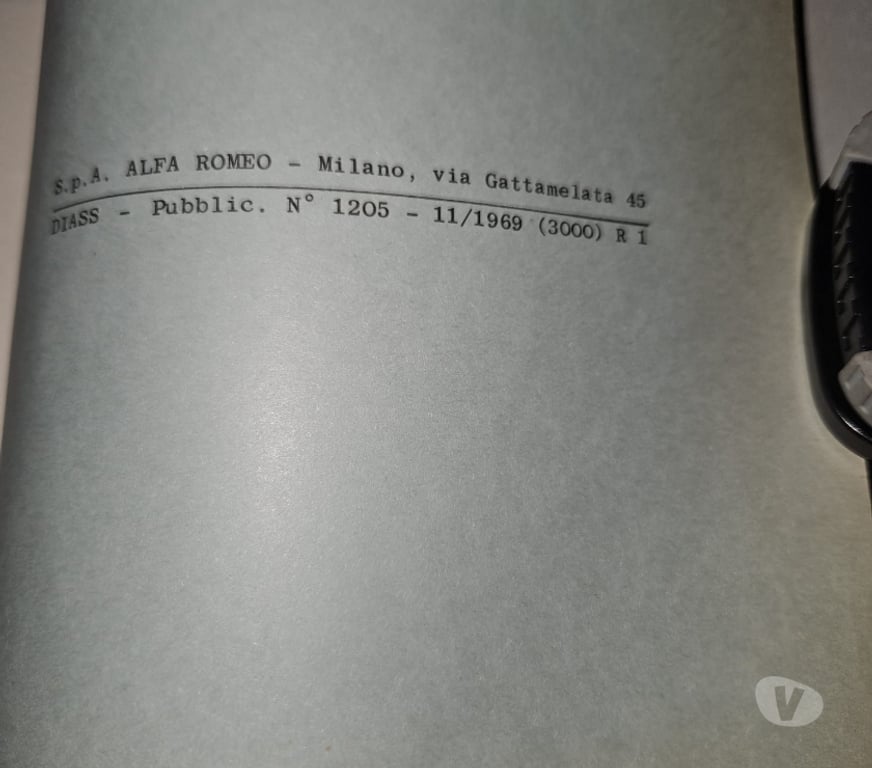 S.p.A. ALFA ROMEO - Milano, via Gattamelata 45
DIASS - Pubblic. N° 1205 - 11/1969 (3000) R 1
V